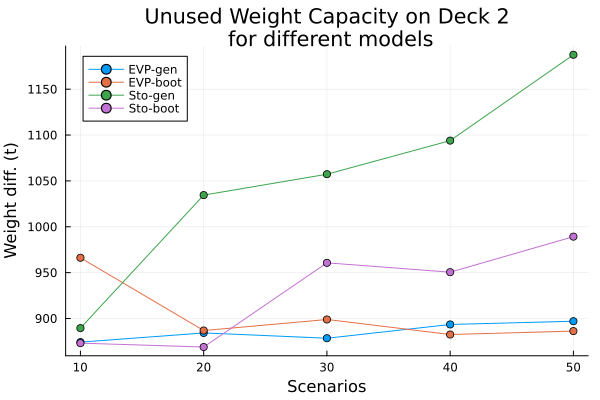 Unused Weight Capacity on Deck 2
for different models
EVP-gen
EVP-boot
Sto-gen
Sto-boot
Weight diff. (t)
1150
1100
1050
1000
950
900
10 20 30 40 50
Scenarios